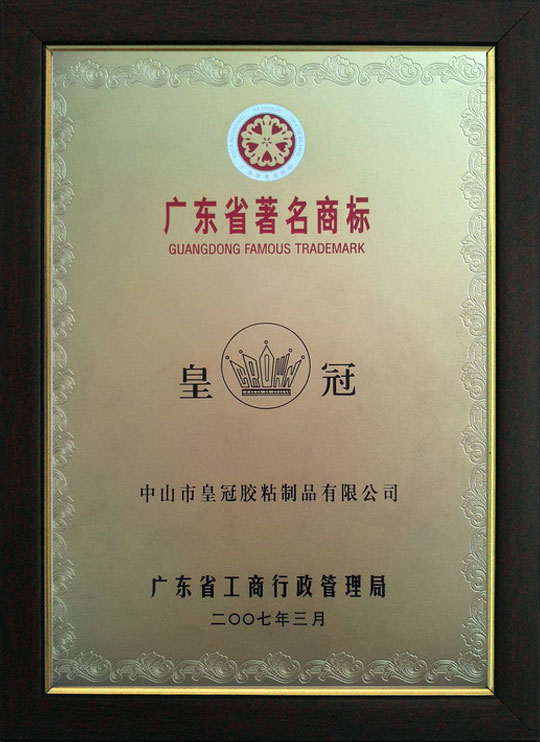 广东省著名商标
GUANGDONG FAMOUS TRADEMARK
皇 CROWN 冠
中山市皇冠胶粘制品有限公司
广东省工商行政管理局
二〇〇七年三月